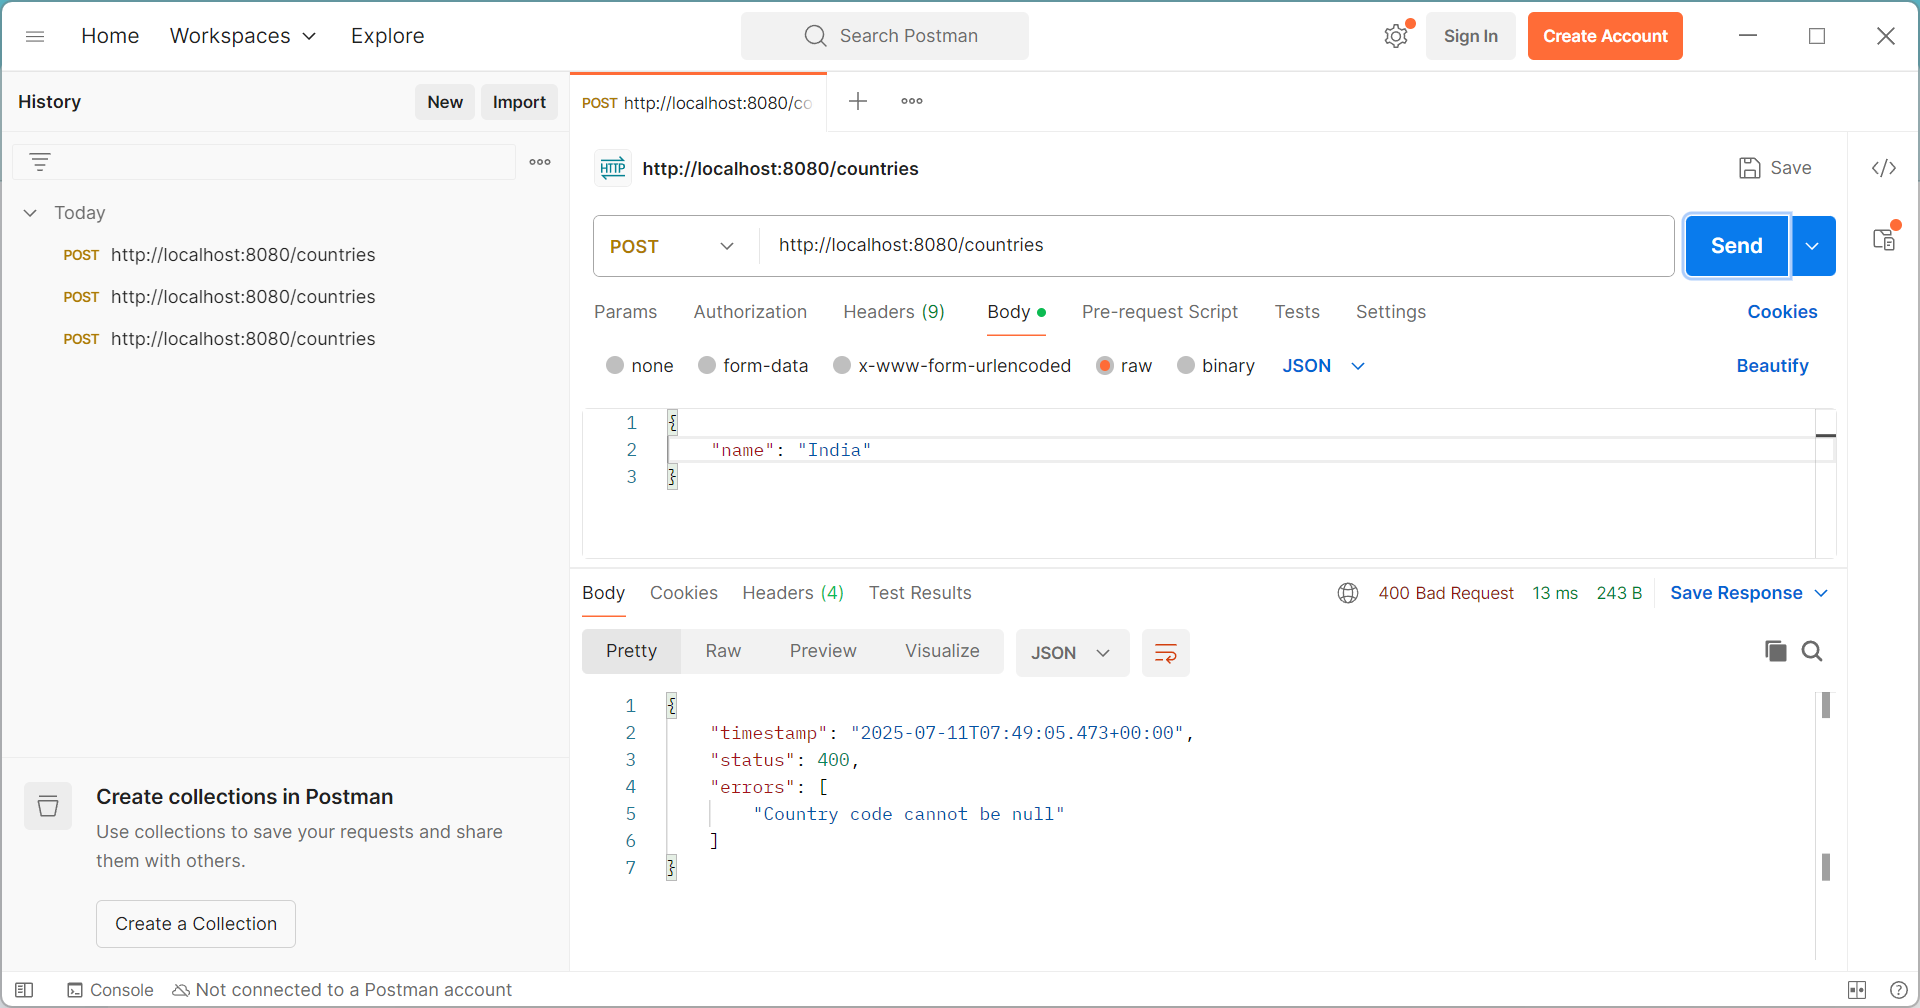 Home Workspaces Explore Search Postman Sign In Create Account
History New Import
POST http://localhost:8080/co
HTTP http://localhost:8080/countries Save
Today
POST http://localhost:8080/countries
POST http://localhost:8080/countries
POST http://localhost:8080/countries
POST http://localhost:8080/countries Send
Params Authorization Headers (9) Body Pre-request Script Tests Settings Cookies
none form-data x-www-form-urlencoded raw binary JSON Beautify
1 {
2 "name": "India"
3 }
Body Cookies Headers (4) Test Results 400 Bad Request 13 ms 243 B Save Response
Pretty Raw Preview Visualize JSON
1 {
2 "timestamp": "2025-07-11T07:49:05.473+00:00",
3 "status": 400,
4 "errors": [
5 "Country code cannot be null"
6 ]
7 }
Create collections in Postman
Use collections to save your requests and share
them with others.
Create a Collection
Console Not connected to a Postman account